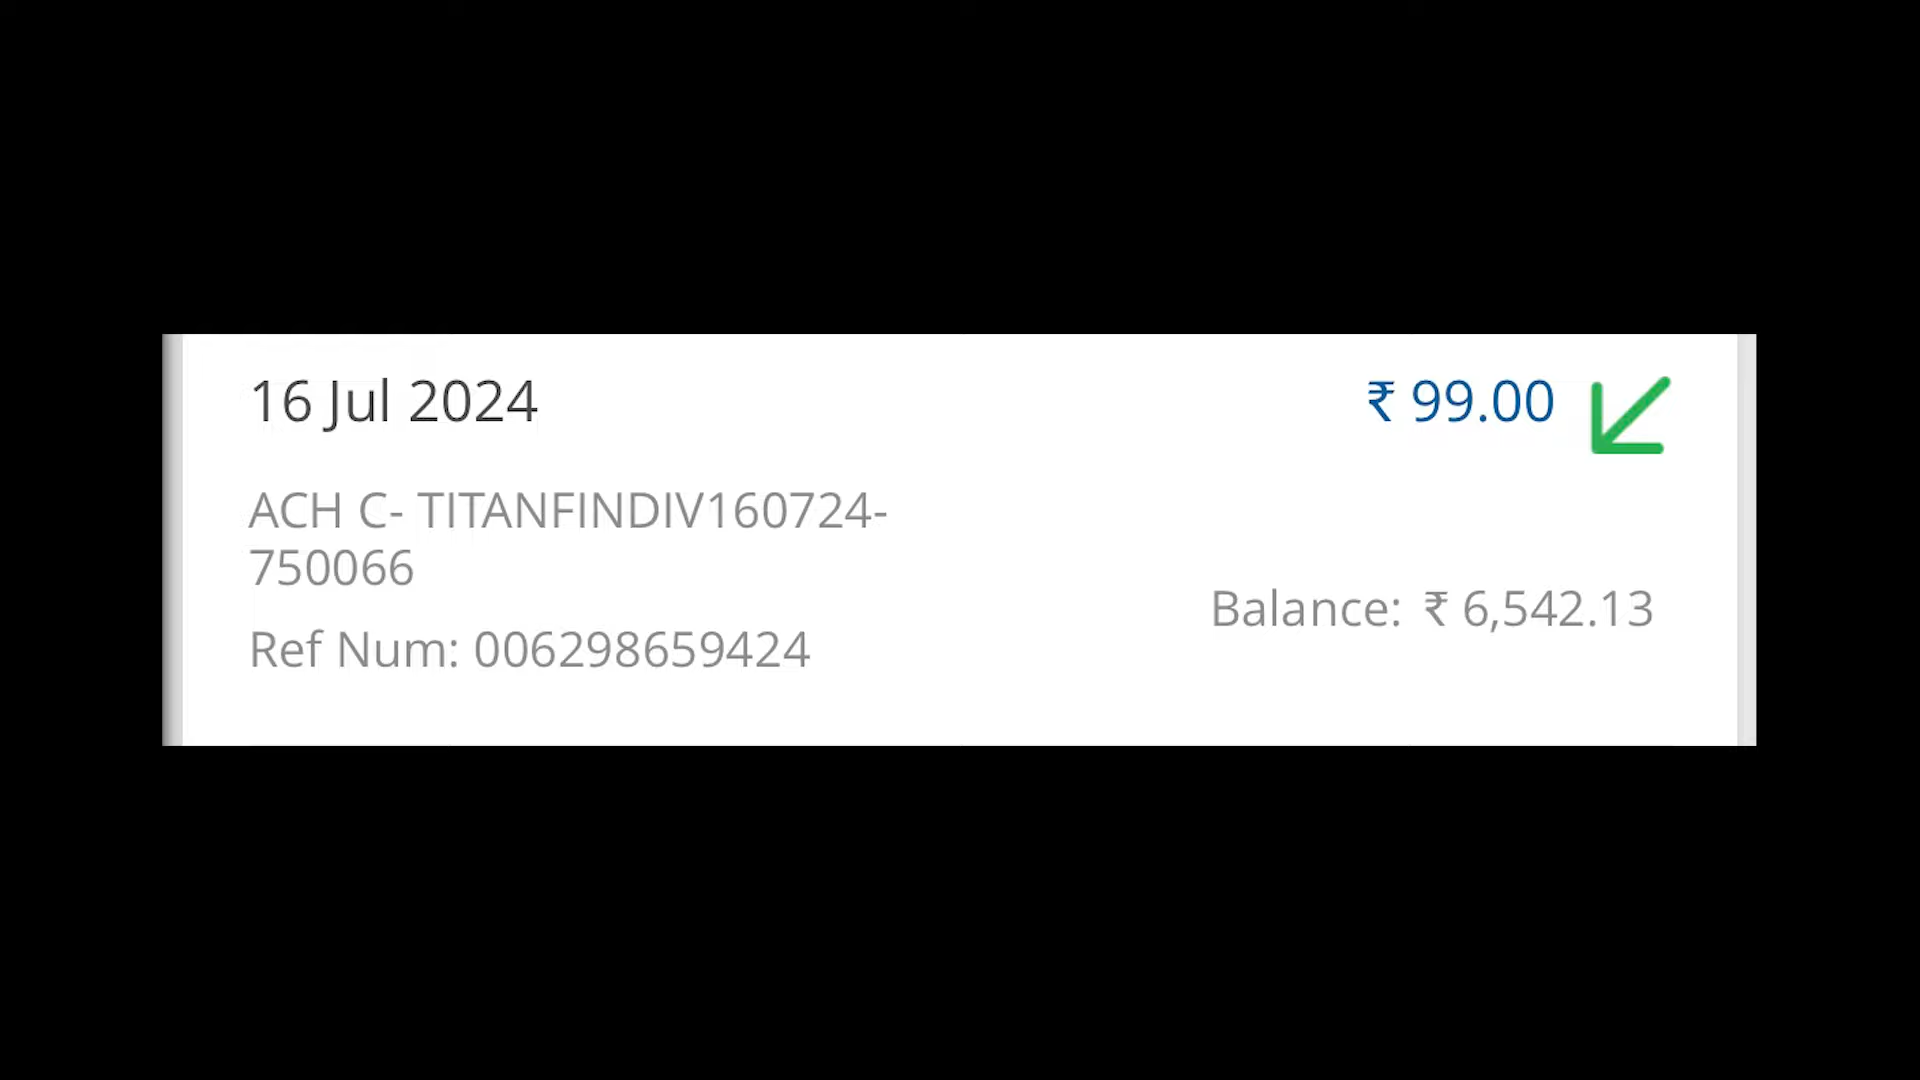 16 Jul 2024
₹ 99.00
ACH C- TITANFINDIV160724-
750066
Balance: ₹ 6,542.13
Ref Num: 006298659424